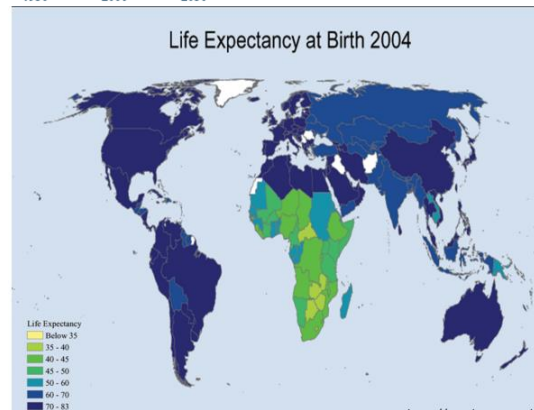 Life Expectancy at Birth 2004
Life Expectancy
Below 35
35 - 40
40 - 45
45 - 50
50 - 60
60 - 70
70 - 83